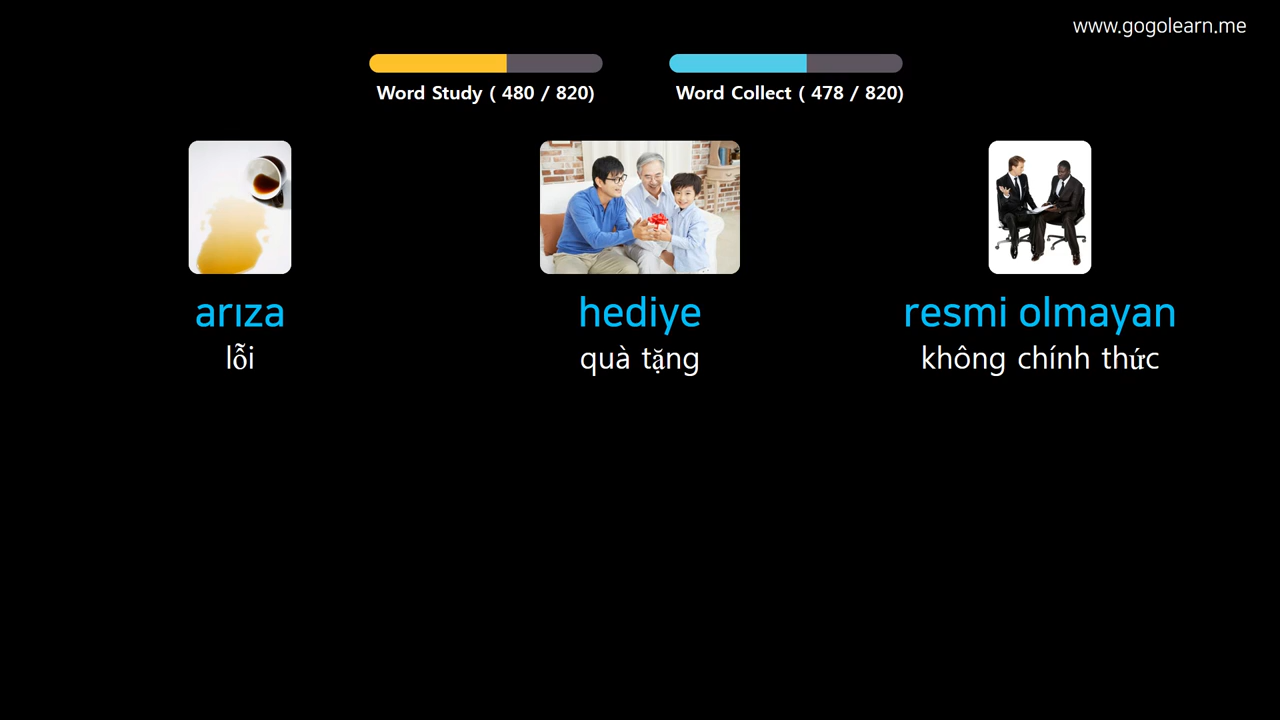 www.gogolearn.me
Word Study ( 480 / 820)
Word Collect ( 478 / 820)
arıza
hediye
resmi olmayan
lỗi
quà tặng
không chính thức